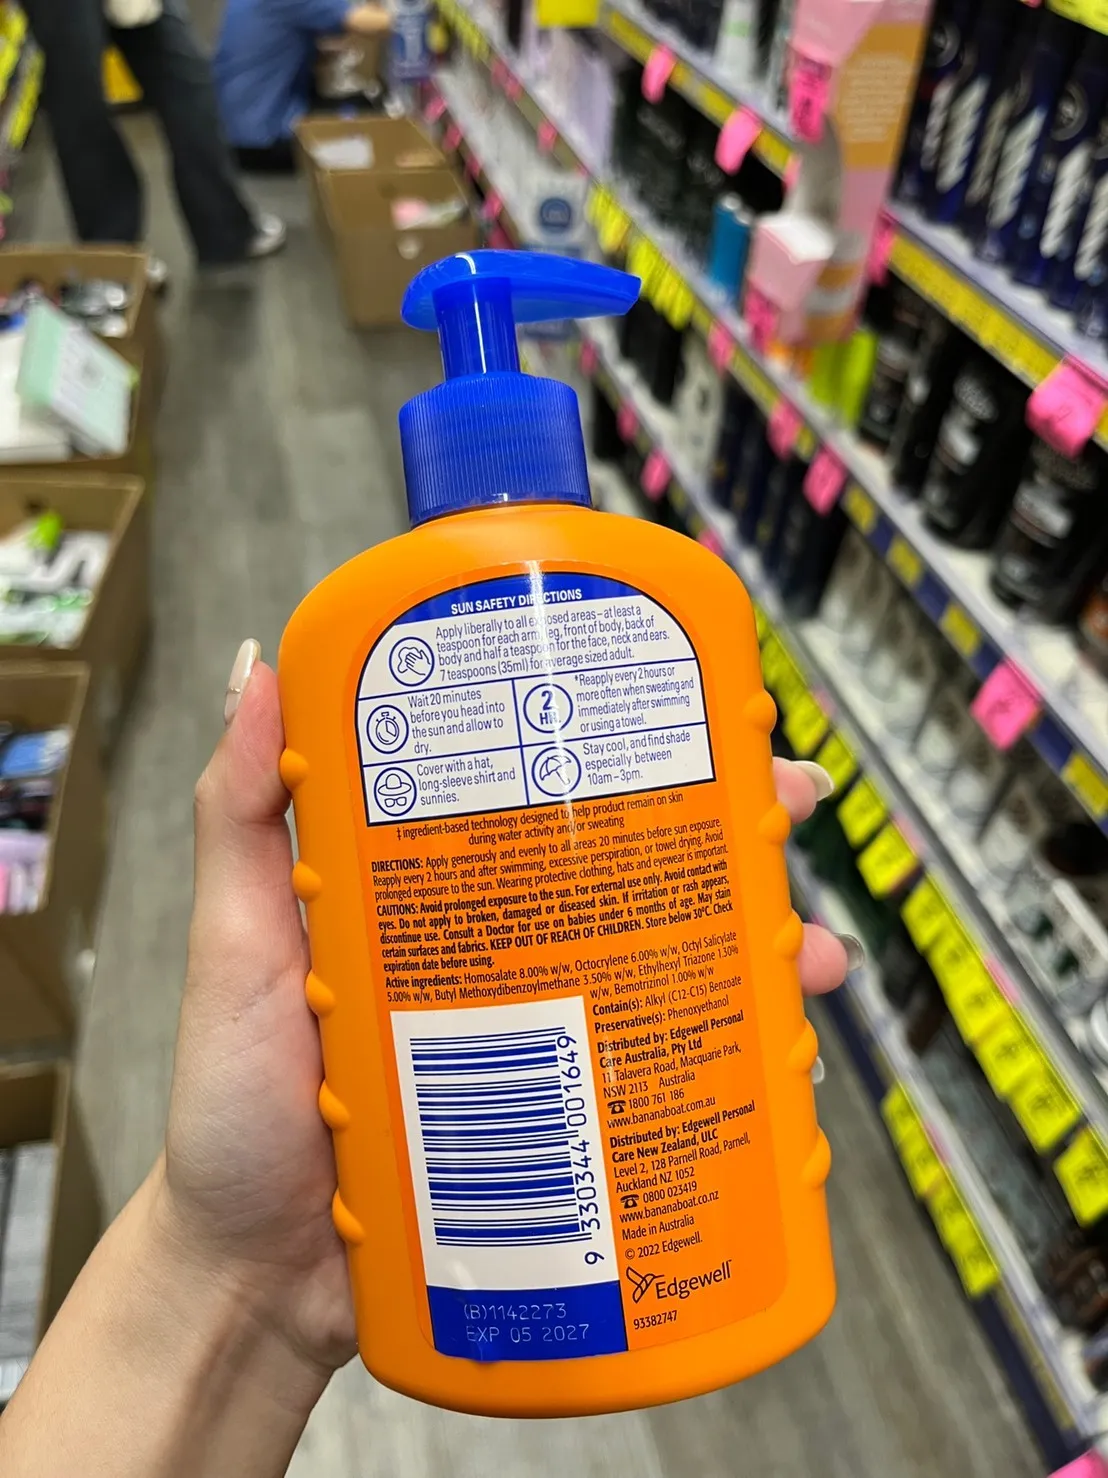 SUN SAFETY DIRECTIONS
Apply liberally to all exposed areas – at least a
teaspoon for each arm, leg, front of body, back of
body and half a teaspoon for the face, neck and ears.
7 teaspoons (35ml) for average sized adult.
Wait 20 minutes
before you head into
the sun and allow to
dry.
2
HR.
*Reapply every 2 hours or
more often when sweating and
immediately after swimming
or using a towel.
Cover with a hat,
long-sleeve shirt and
sunnies.
Stay cool, and find shade
especially between
10am–3pm.
‡ ingredient-based technology designed to help product remain on skin
during water activity and/or sweating
DIRECTIONS: Apply generously and evenly to all areas 20 minutes before sun exposure.
Reapply every 2 hours and after swimming, excessive perspiration, or towel drying. Avoid
prolonged exposure to the sun. Wearing protective clothing, hats and eyewear is important.
CAUTIONS: Avoid prolonged exposure to the sun. For external use only. Avoid contact with
eyes. Do not apply to broken, damaged or diseased skin. If irritation or rash appears,
discontinue use. Consult a Doctor for use on babies under 6 months of age. May stain
certain surfaces and fabrics. KEEP OUT OF REACH OF CHILDREN. Store below 30°C. Check
expiration date before using.
Active ingredients: Homosalate 8.00% w/w, Octocrylene 6.00% w/w, Octyl Salicylate
5.00% w/w, Butyl Methoxydibenzoylmethane 3.50% w/w, Ethylhexyl Triazone 1.30%
w/w, Bemotrizinol 1.00% w/w
Contain(s): Alkyl (C12-C15) Benzoate
Preservative(s): Phenoxyethanol
Distributed by: Edgewell Personal
Care Australia, Pty Ltd
11 Talavera Road, Macquarie Park,
NSW 2113 Australia
☎ 1800 761 186
www.bananaboat.com.au
Distributed by: Edgewell Personal
Care New Zealand, ULC
Level 2, 128 Parnell Road, Parnell,
Auckland NZ 1052
☎ 0800 023419
www.bananaboat.co.nz
Made in Australia
© 2022 Edgewell.
Edgewell™
93382747
9 330344 001649
(B)1142273
EXP 05 2027